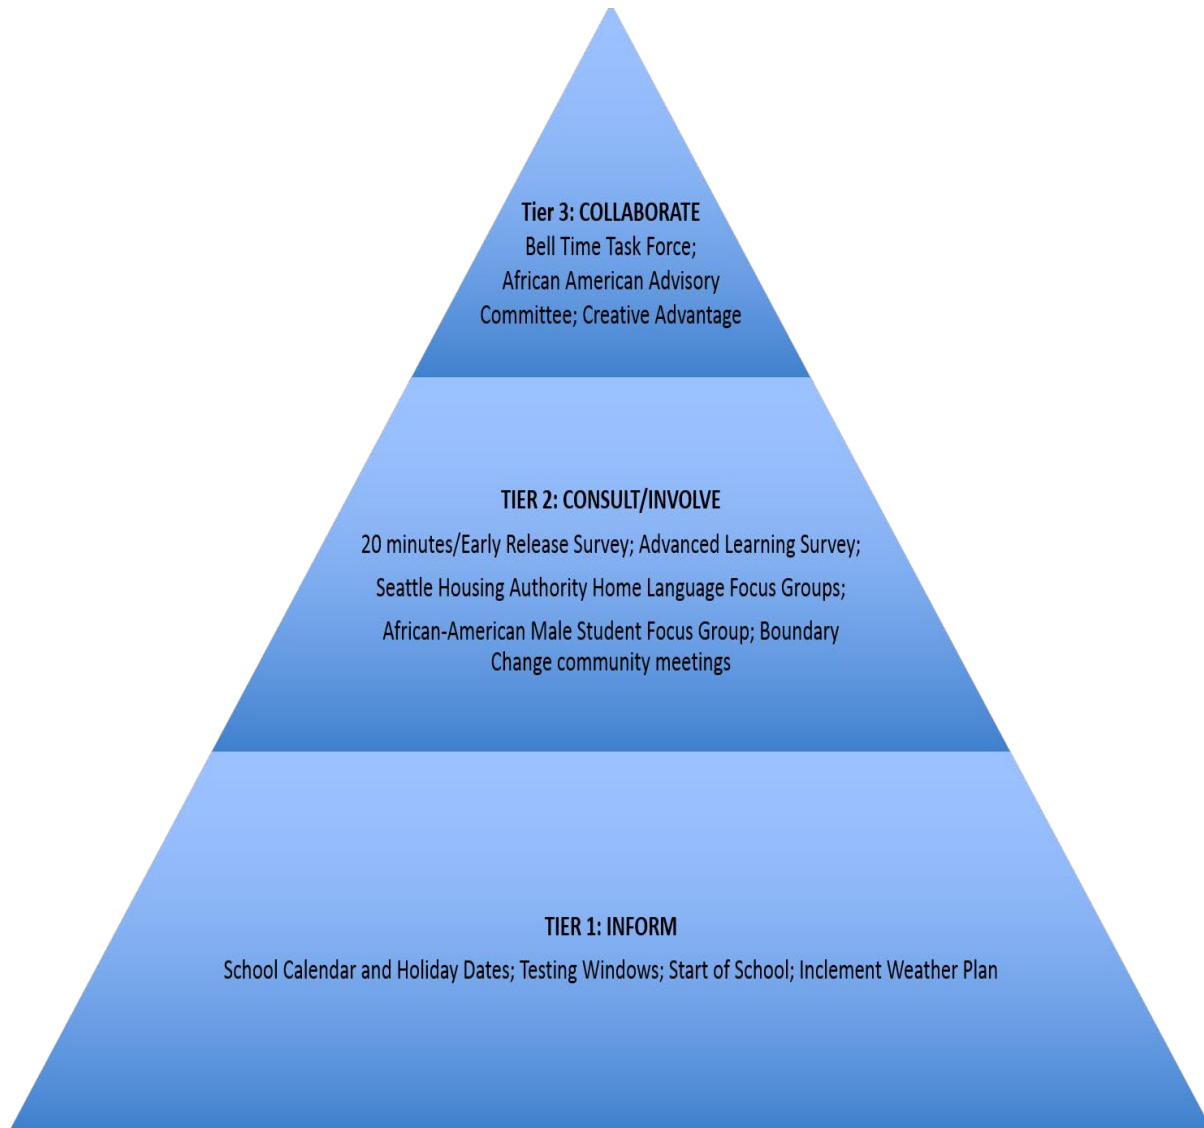 Tier 3: COLLABORATE
Bell Time Task Force;
African American Advisory
Committee; Creative Advantage
TIER 2: CONSULT/INVOLVE
20 minutes/Early Release Survey; Advanced Learning Survey;
Seattle Housing Authority Home Language Focus Groups;
African-American Male Student Focus Group; Boundary
Change community meetings
TIER 1: INFORM
School Calendar and Holiday Dates; Testing Windows; Start of School; Inclement Weather Plan